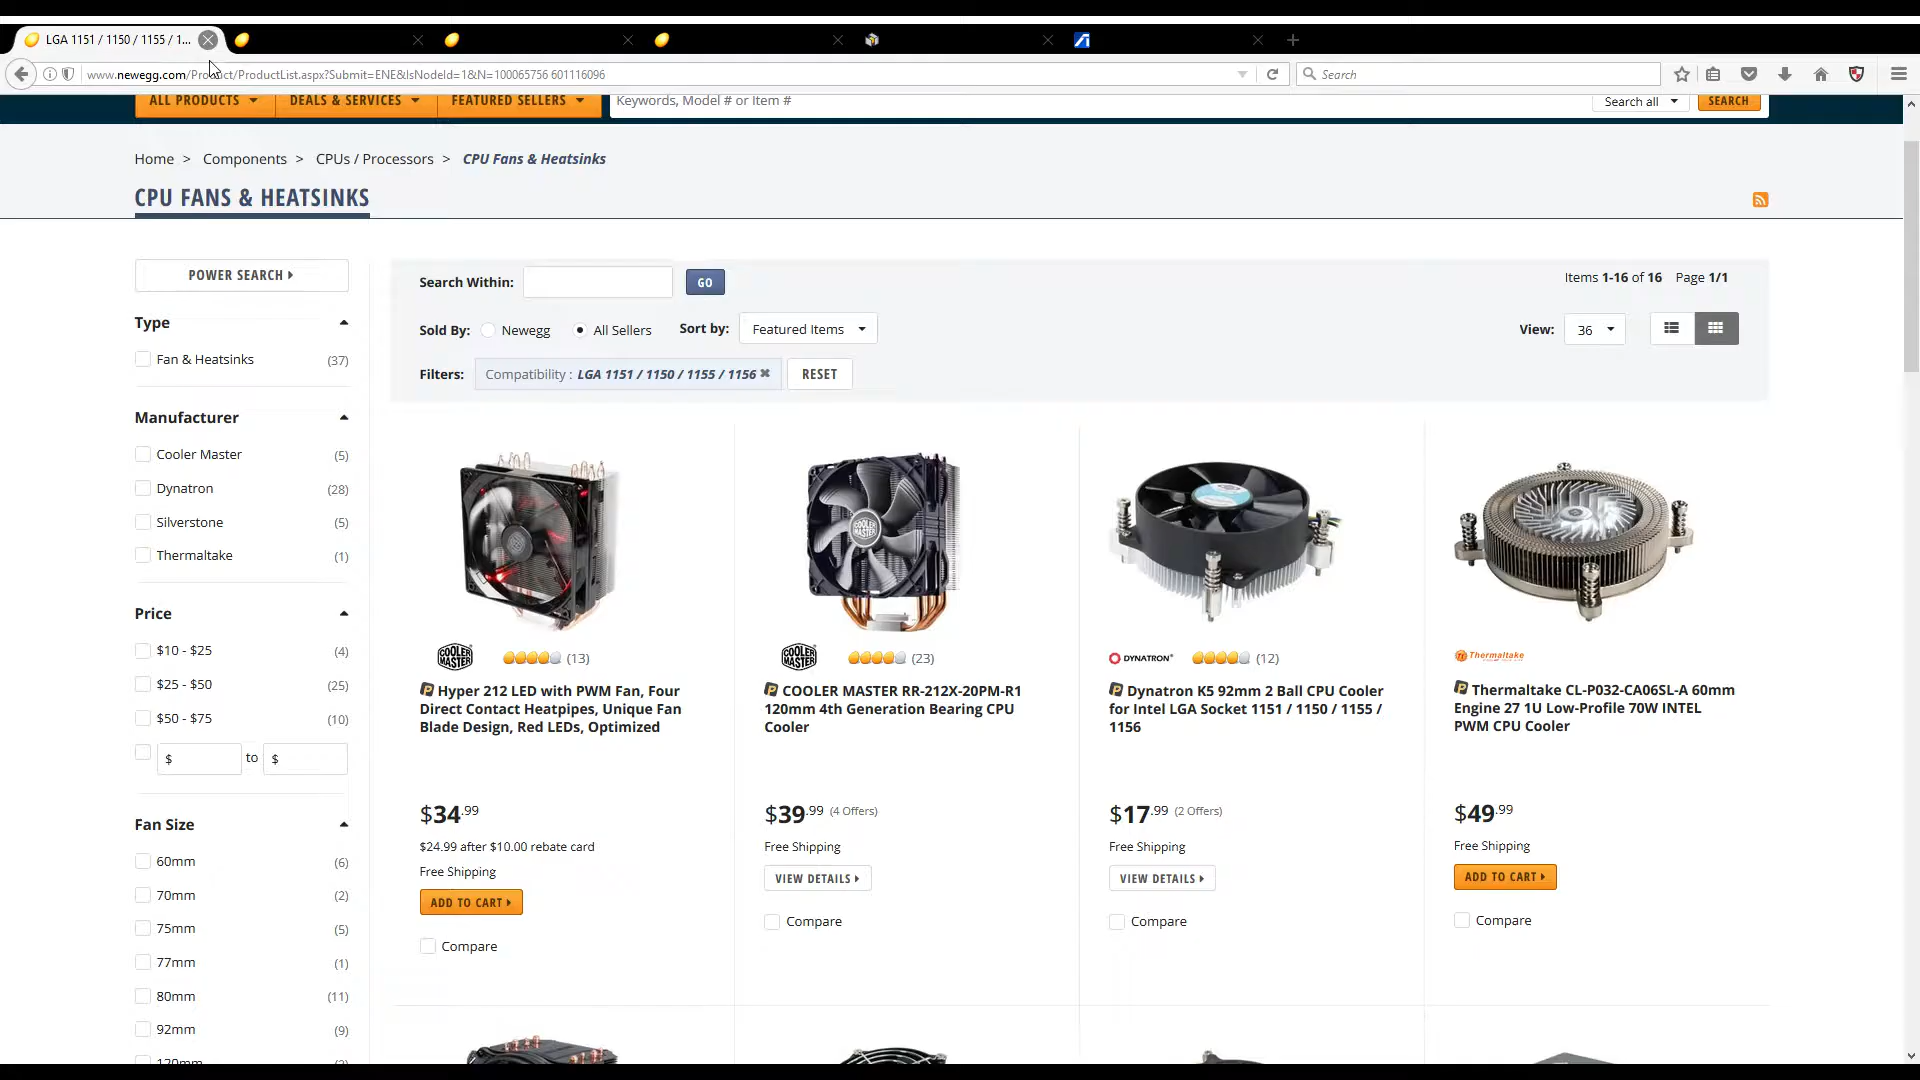 LGA 1151 / 1150 / 1155 / 1...
www.newegg.com/Product/ProductList.aspx?Submit=ENE&IsNodeId=1&N=100065756 601116096
Search
ALL PRODUCTS
DEALS & SERVICES
FEATURED SELLERS
Keywords, Model # or Item #
Search all
SEARCH
Home > Components > CPUs / Processors > CPU Fans & Heatsinks
CPU FANS & HEATSINKS
POWER SEARCH
Search Within:
GO
Items 1-16 of 16 Page 1/1
Type
Sold By: Newegg All Sellers Sort by: Featured Items
View: 36
Fan & Heatsinks (37)
Filters: Compatibility : LGA 1151 / 1150 / 1155 / 1156
RESET
Manufacturer
Cooler Master (5)
Dynatron (28)
Silverstone (5)
Thermaltake (1)
Price
$10 - $25 (4)
$25 - $50 (25)
$50 - $75 (10)
$ to $
Fan Size
60mm (6)
70mm (2)
75mm (5)
77mm (1)
80mm (11)
92mm (9)
120mm
COOLER MASTER
(13)
Hyper 212 LED with PWM Fan, Four
Direct Contact Heatpipes, Unique Fan
Blade Design, Red LEDs, Optimized
$34.99
$24.99 after $10.00 rebate card
Free Shipping
ADD TO CART
Compare
COOLER MASTER
(23)
COOLER MASTER RR-212X-20PM-R1
120mm 4th Generation Bearing CPU
Cooler
$39.99 (4 Offers)
Free Shipping
VIEW DETAILS
Compare
DYNATRON
(12)
Dynatron K5 92mm 2 Ball CPU Cooler
for Intel LGA Socket 1151 / 1150 / 1155 /
1156
$17.99 (2 Offers)
Free Shipping
VIEW DETAILS
Compare
Thermaltake
Thermaltake CL-P032-CA06SL-A 60mm
Engine 27 1U Low-Profile 70W INTEL
PWM CPU Cooler
$49.99
Free Shipping
ADD TO CART
Compare